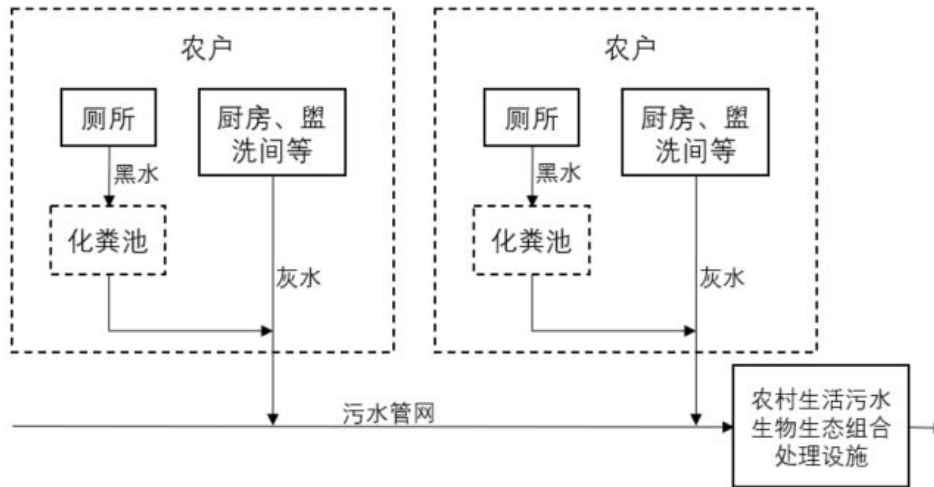 农户
农户
厕所
厨房、盥
洗间等
厕所
厨房、盥
洗间等
黑水
黑水
化粪池
化粪池
灰水
灰水
污水管网
农村生活污水
生物生态组合
处理设施